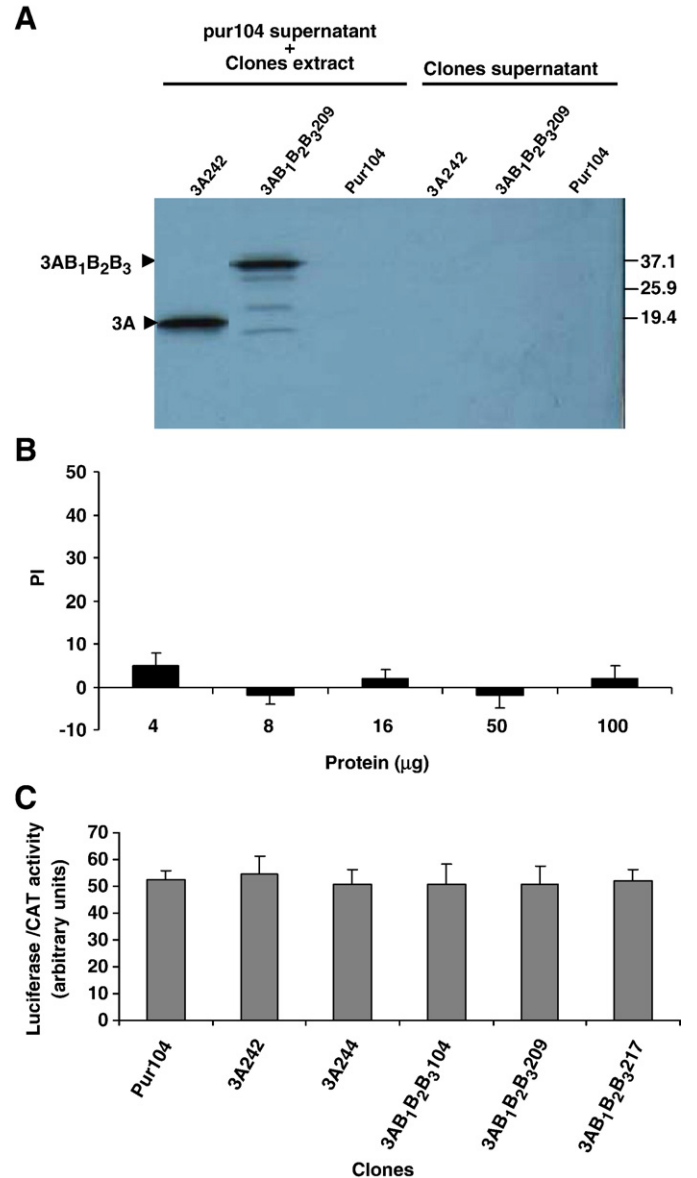 A
pur104 supernatant
+
Clones extract
Clones supernatant
3A242
3AB₁B₂B₃209
Pur104
3A242
3AB₁B₂B₃209
Pur104
3AB₁B₂B₃
3A
37.1
25.9
19.4
B
PI
50
40
30
20
10
0
-10
4 8 16 50 100
Protein (μg)
C
Luciferase /CAT activity
(arbitrary units)
70
60
50
40
30
20
10
0
Pur104
3A242
3A244
3AB₁B₂B₃104
3AB₁B₂B₃209
3AB₁B₂B₃217
Clones